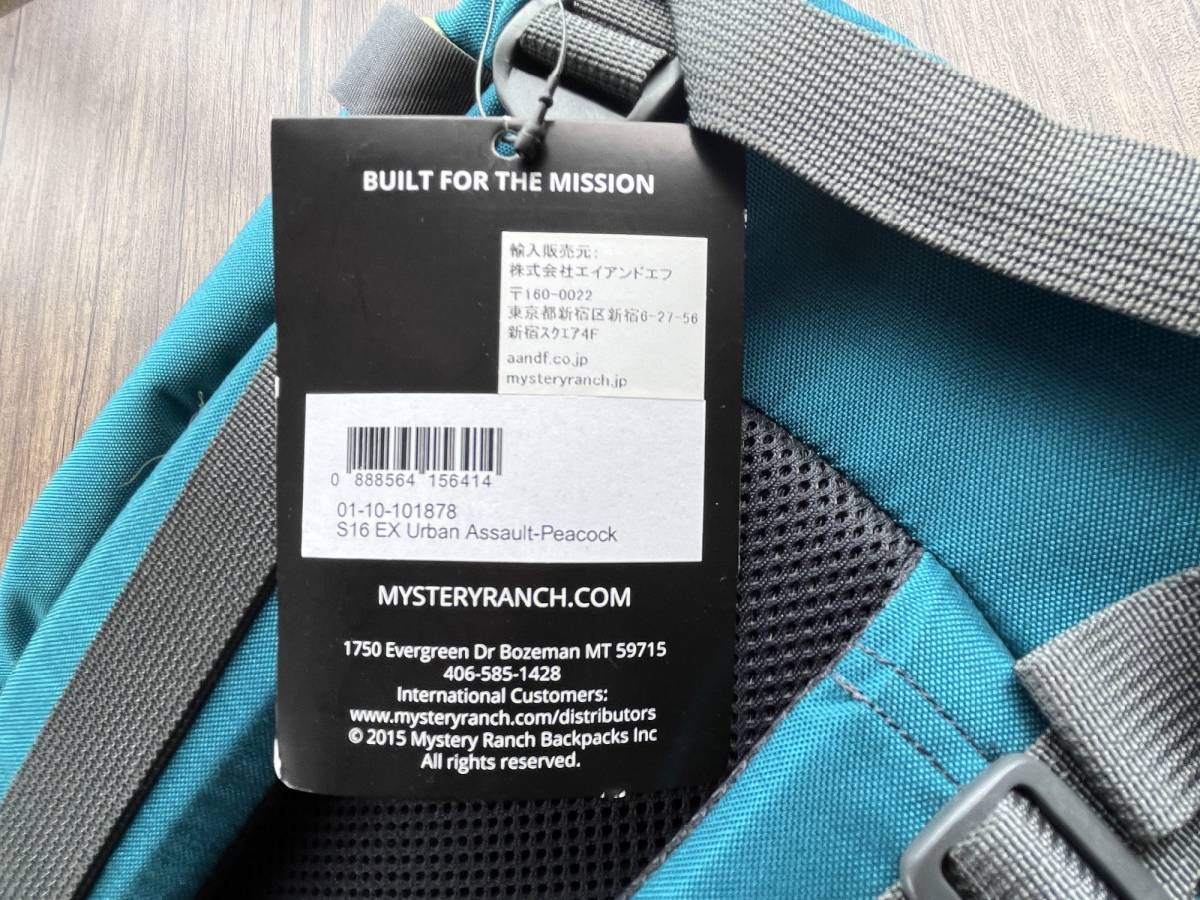 BUILT FOR THE MISSION
輸入販売元:
株式会社エイアンドエフ
〒160-0022
東京都新宿区新宿6-27-56
新宿スクエア4F
aandf.co.jp
mysteryranch.jp
0 888564 156414
01-10-101878
S16 EX Urban Assault-Peacock
MYSTERYRANCH.COM
1750 Evergreen Dr Bozeman MT 59715
406-585-1428
International Customers:
www.mysteryranch.com/distributors
© 2015 Mystery Ranch Backpacks Inc
All rights reserved.